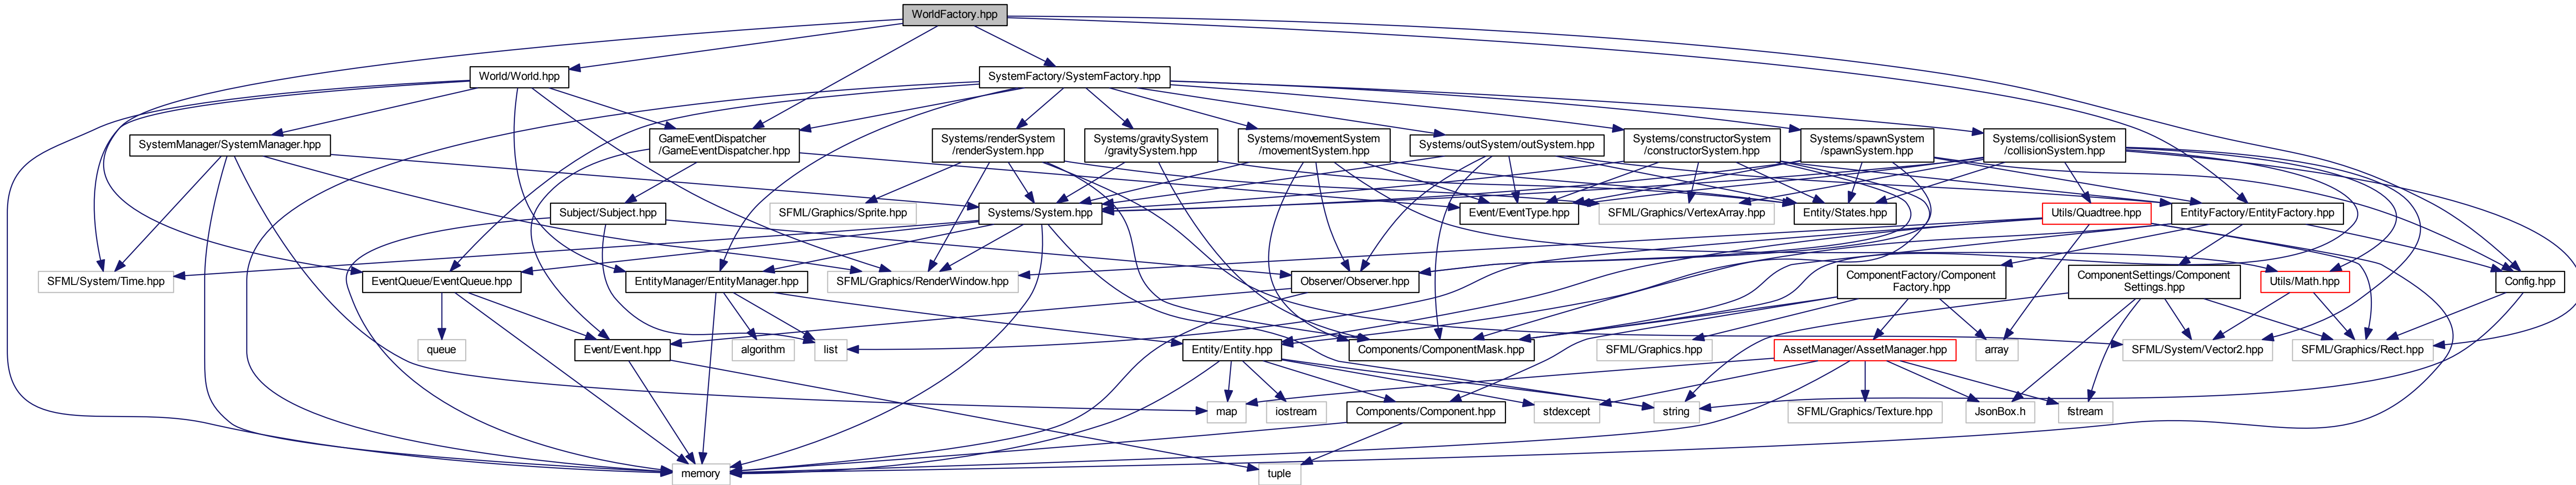 WorldFactory.hpp
World/World.hpp
SystemFactory/SystemFactory.hpp
SystemManager/SystemManager.hpp
GameEventDispatcher
/GameEventDispatcher.hpp
Systems/renderSystem
/renderSystem.hpp
Systems/gravitySystem
/gravitySystem.hpp
Systems/movementSystem
/movementSystem.hpp
Systems/outSystem/outSystem.hpp
Systems/constructorSystem
/constructorSystem.hpp
Systems/spawnSystem
/spawnSystem.hpp
Systems/collisionSystem
/collisionSystem.hpp
Subject/Subject.hpp
SFML/Graphics/Sprite.hpp
Systems/System.hpp
Event/EventType.hpp
SFML/Graphics/VertexArray.hpp
Entity/States.hpp
Utils/Quadtree.hpp
EntityFactory/EntityFactory.hpp
SFML/System/Time.hpp
EventQueue/EventQueue.hpp
EntityManager/EntityManager.hpp
SFML/Graphics/RenderWindow.hpp
Observer/Observer.hpp
ComponentFactory/Component
Factory.hpp
ComponentSettings/Component
Settings.hpp
Utils/Math.hpp
Config.hpp
queue
Event/Event.hpp
algorithm
list
Entity/Entity.hpp
Components/ComponentMask.hpp
SFML/Graphics.hpp
AssetManager/AssetManager.hpp
array
SFML/System/Vector2.hpp
SFML/Graphics/Rect.hpp
map
iostream
Components/Component.hpp
stdexcept
string
SFML/Graphics/Texture.hpp
JsonBox.h
fstream
memory
tuple